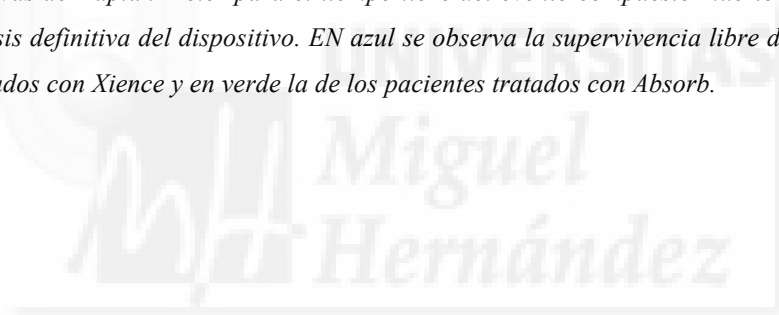 sis definitiva del dispositivo. EN azul se observa la supervivencia libre d
ados con Xience y en verde la de los pacientes tratados con Absorb.
UNIVERSITAS
Miguel
Hernández